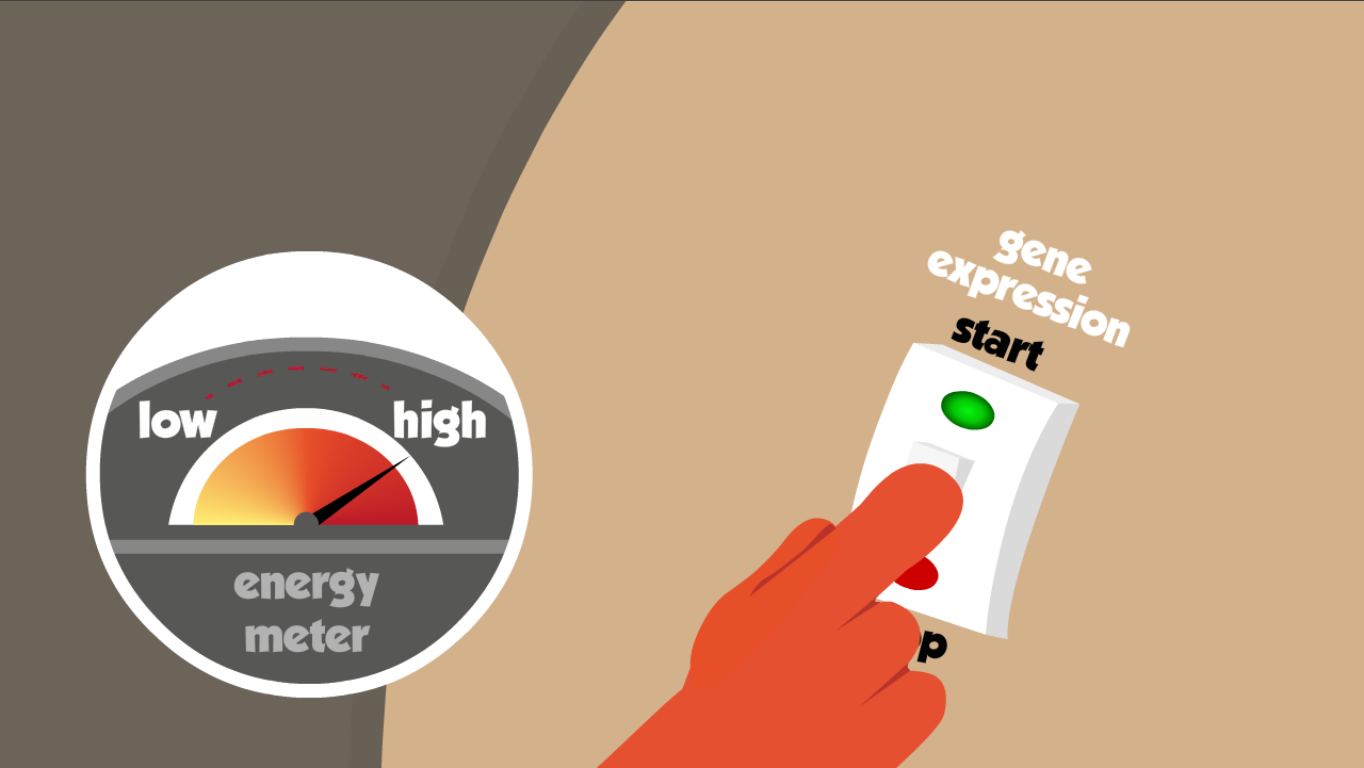 low
high
energy
meter
gene
expression
start
p